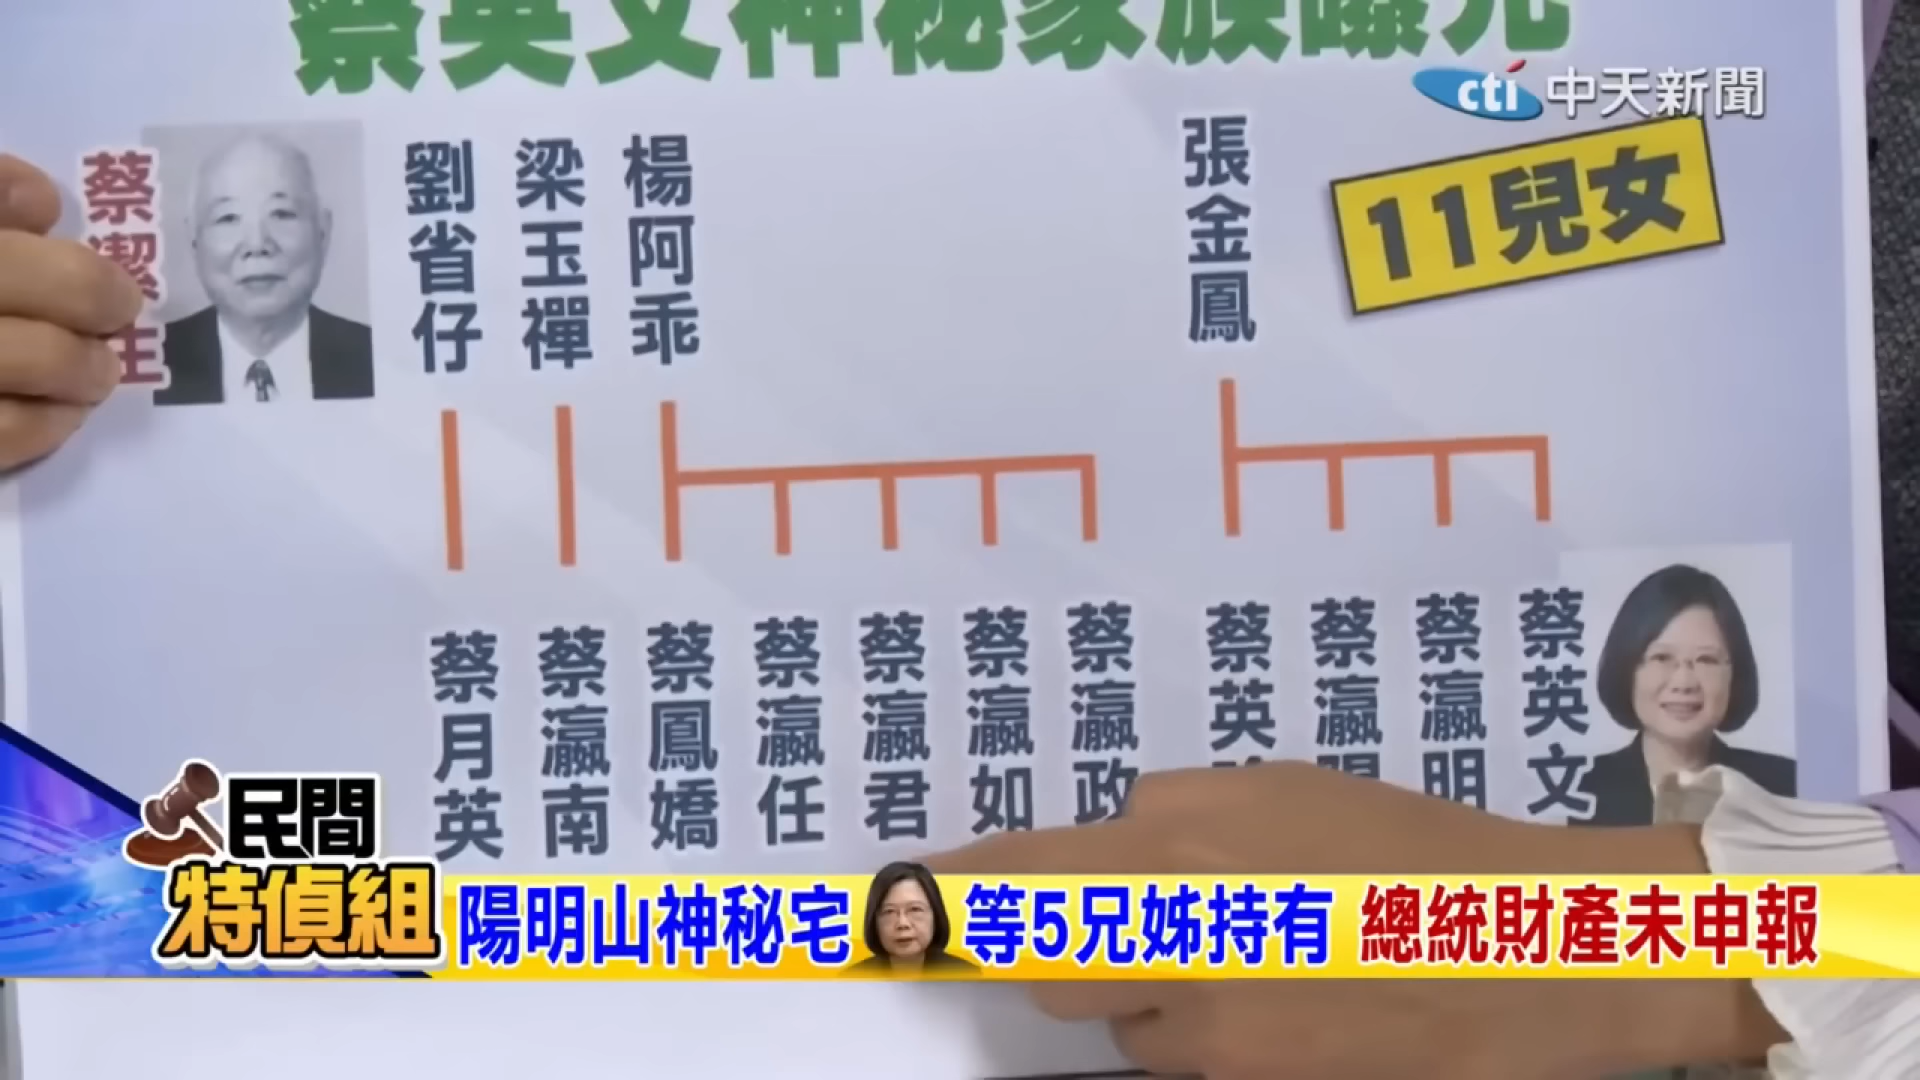 蔡英文神秘家族曝光
cti 中天新聞
11兒女
蔡潔生
劉省仔
梁玉禪
楊阿乖
張金鳳
蔡月英
蔡瀛南
蔡鳳嬌
蔡瀛任
蔡瀛君
蔡瀛如
蔡瀛政
蔡英
蔡瀛陽
蔡瀛明
蔡英文
民間
特偵組
陽明山神秘宅 等5兄姊持有 總統財產未申報